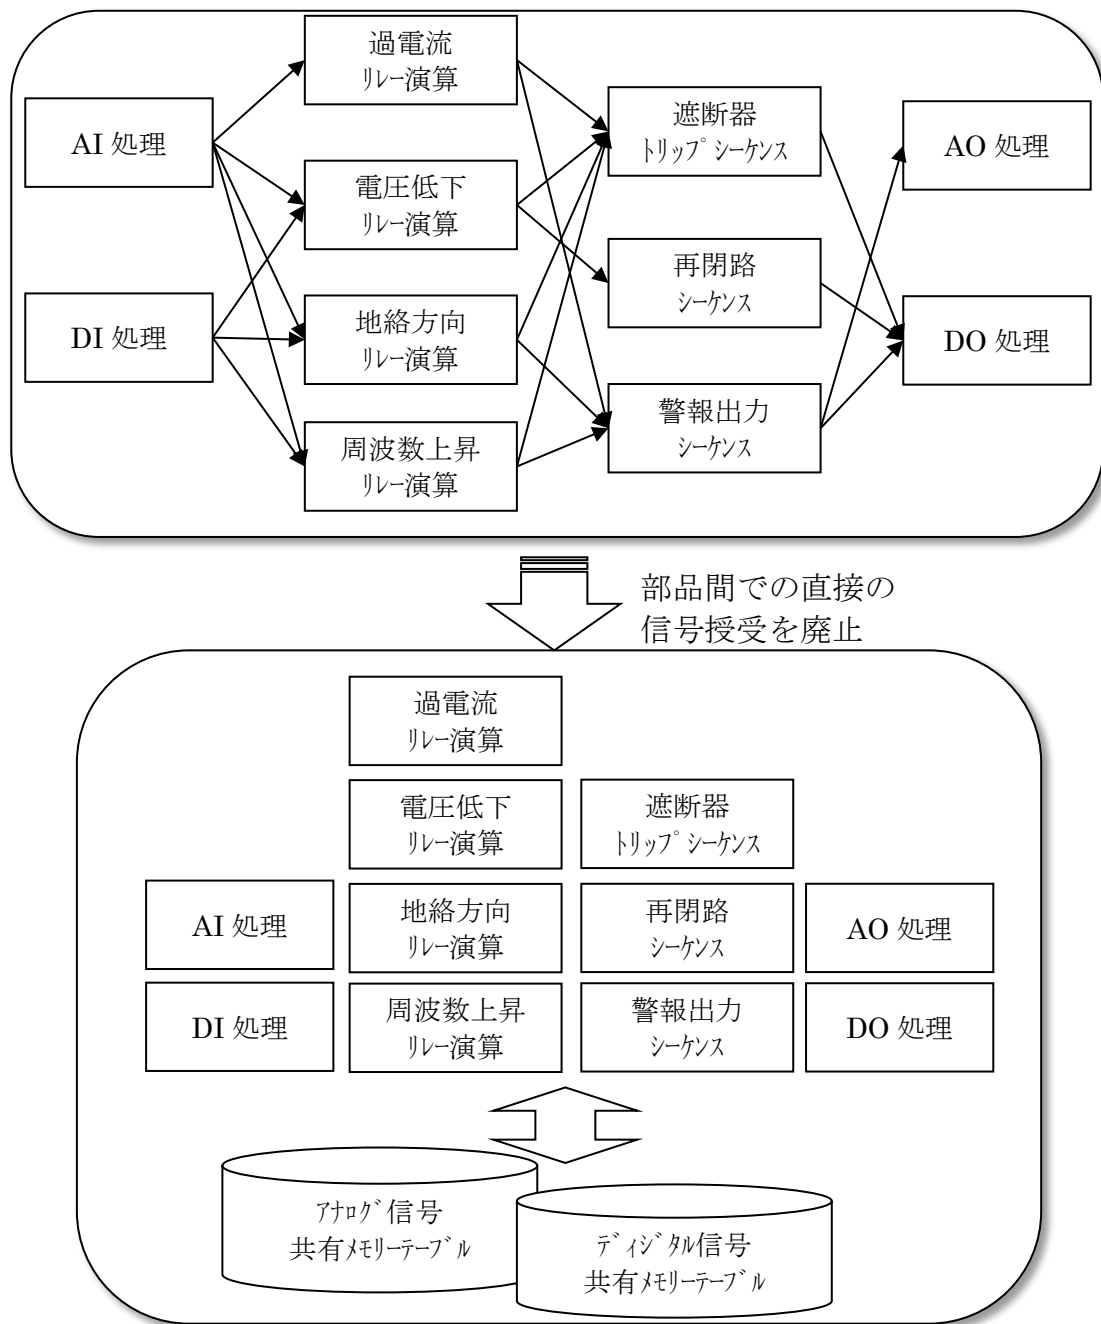 過電流
ﾘﾚｰ演算
AI 処理
電圧低下
ﾘﾚｰ演算
DI 処理
地絡方向
ﾘﾚｰ演算
周波数上昇
ﾘﾚｰ演算
遮断器
ﾄﾘｯﾌﾟｼｰｹﾝｽ
再閉路
ｼｰｹﾝｽ
警報出力
ｼｰｹﾝｽ
AO 処理
DO 処理
部品間での直接の
信号授受を廃止
過電流
ﾘﾚｰ演算
電圧低下
ﾘﾚｰ演算
遮断器
ﾄﾘｯﾌﾟｼｰｹﾝｽ
AI 処理
地絡方向
ﾘﾚｰ演算
再閉路
ｼｰｹﾝｽ
AO 処理
DI 処理
周波数上昇
ﾘﾚｰ演算
警報出力
ｼｰｹﾝｽ
DO 処理
ｱﾅﾛｸﾞ信号
共有ﾒﾓﾘｰﾃｰﾌﾞﾙ
ﾃﾞｨｼﾞﾀﾙ信号
共有ﾒﾓﾘｰﾃｰﾌﾞﾙ